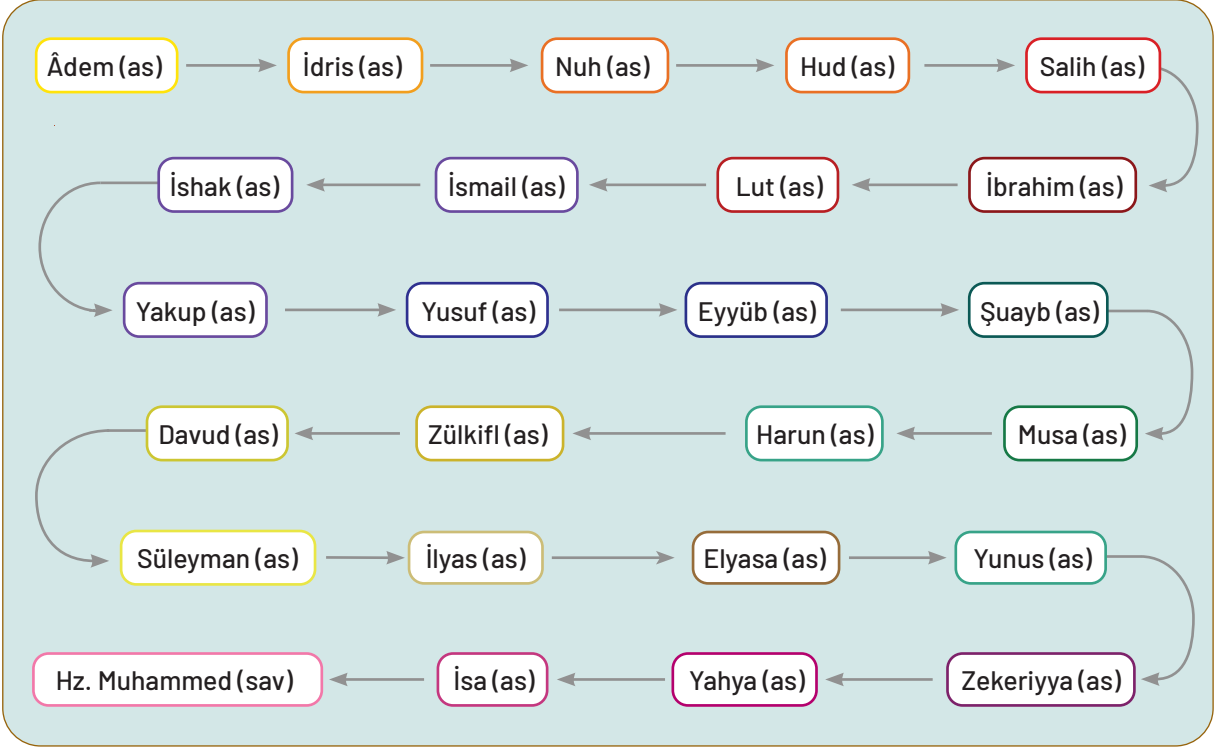 Âdem (as)
İdris (as)
Nuh (as)
Hud (as)
Salih (as)
İbrahim (as)
Lut (as)
İsmail (as)
İshak (as)
Yakup (as)
Yusuf (as)
Eyyüb (as)
Şuayb (as)
Musa (as)
Harun (as)
Zülkifl (as)
Davud (as)
Süleyman (as)
İlyas (as)
Elyasa (as)
Yunus (as)
Zekeriyya (as)
Yahya (as)
İsa (as)
Hz. Muhammed (sav)